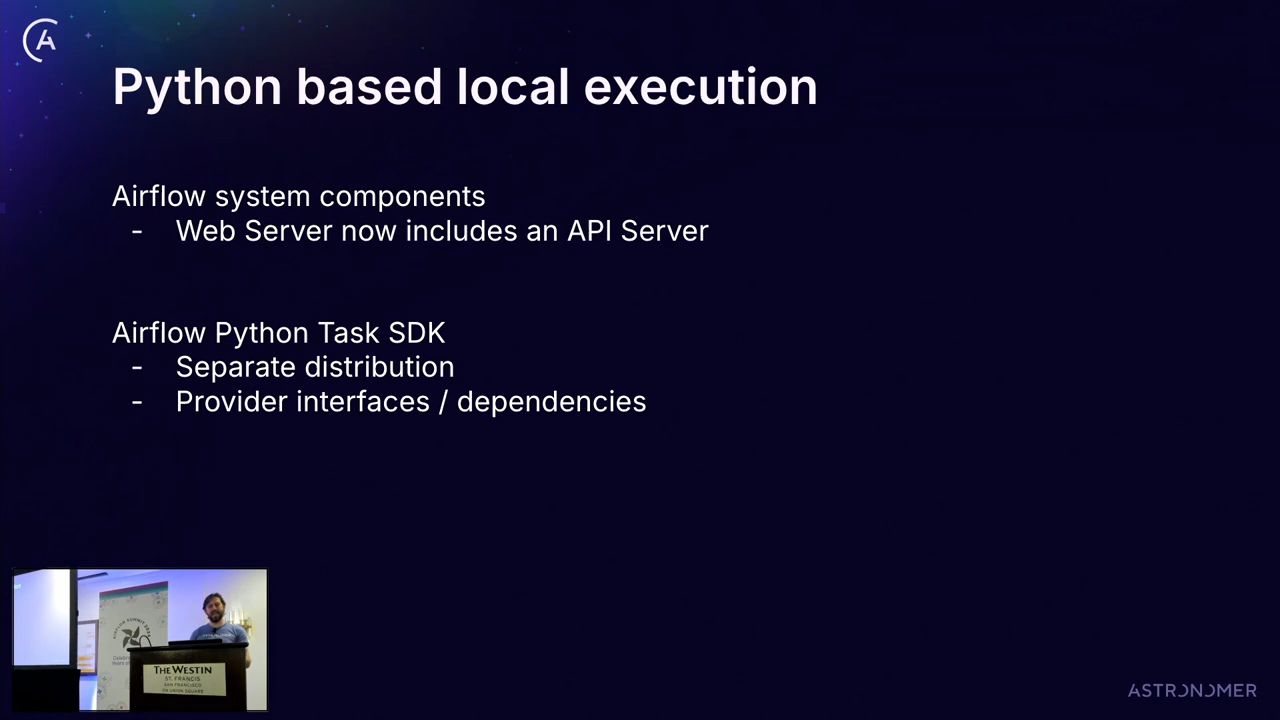 Python based local execution
Airflow system components
- Web Server now includes an API Server
Airflow Python Task SDK
- Separate distribution
- Provider interfaces / dependencies
THE WESTIN
ST. FRANCIS
SAN FRANCISCO
ON UNION SQUARE
ASTRONOMER